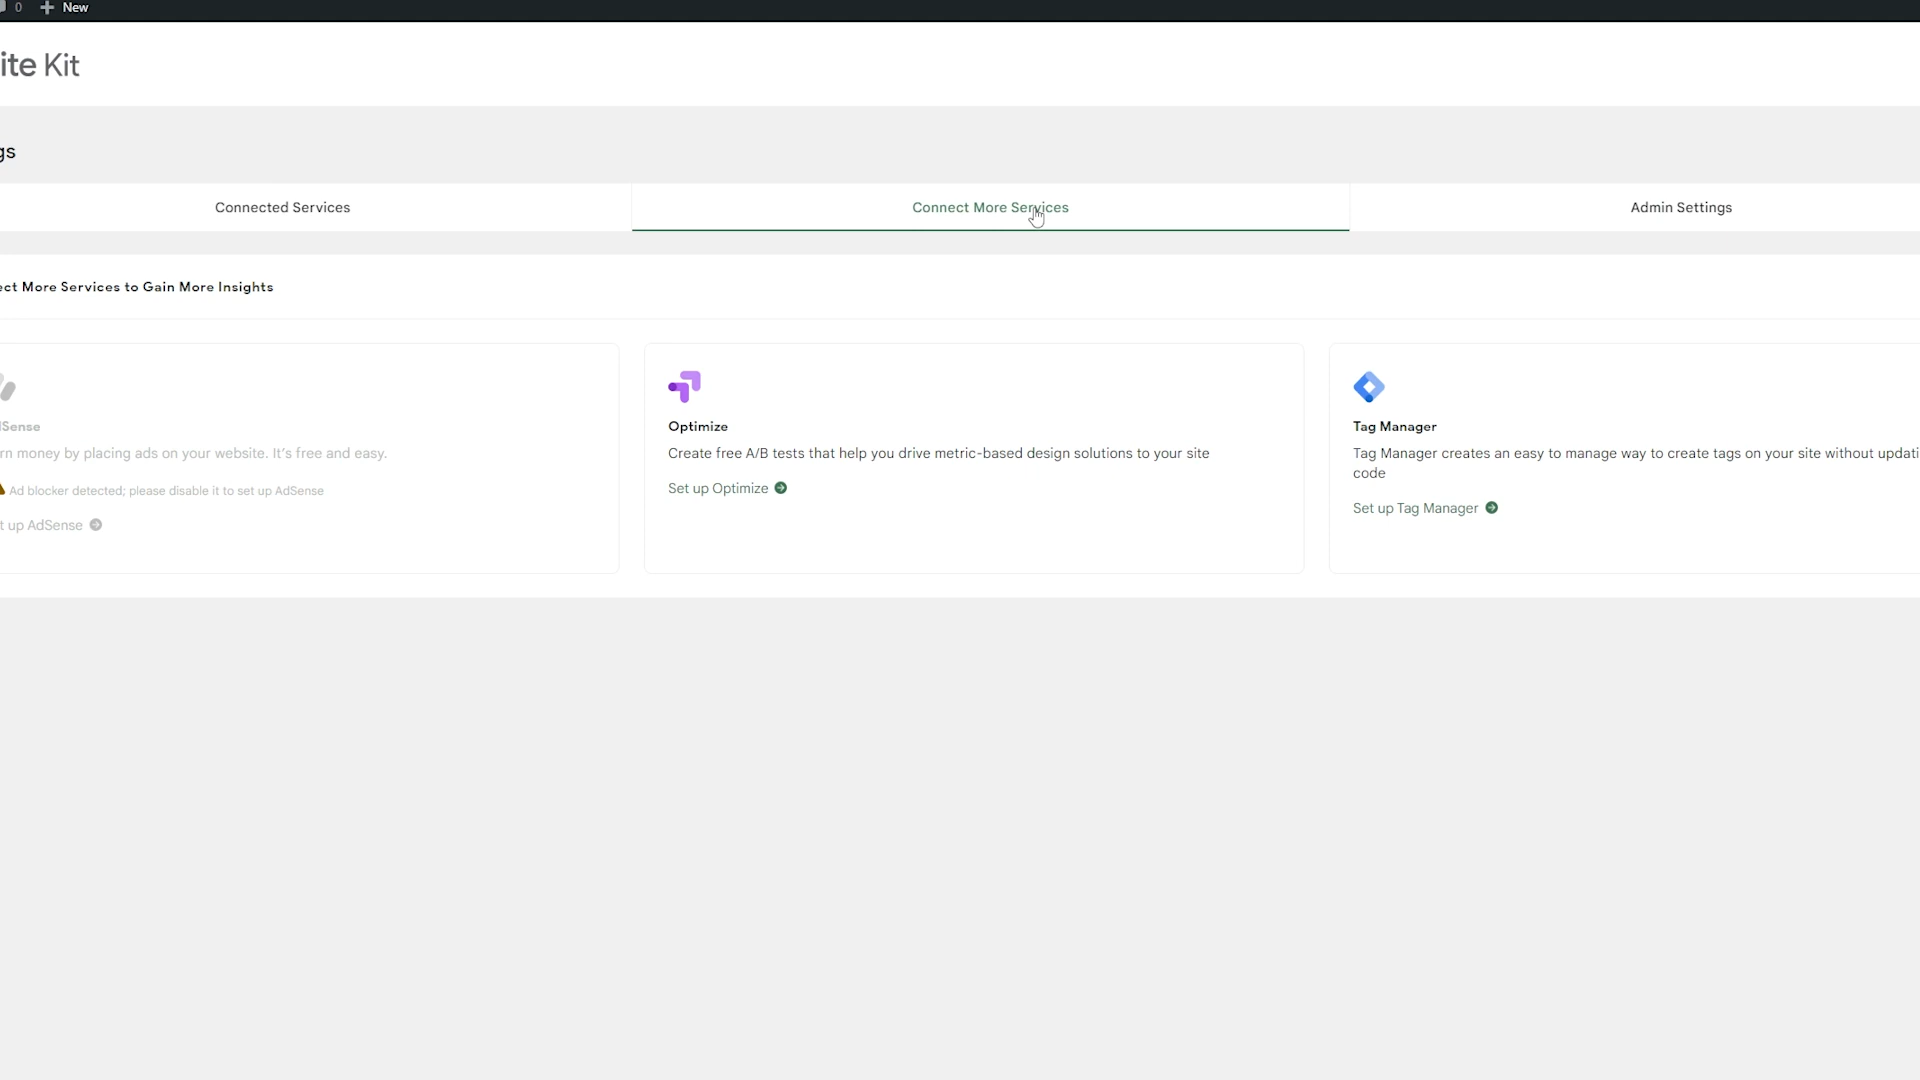 0 New
ite Kit
gs
Connected Services Connect More Services Admin Settings
ect More Services to Gain More Insights
Sense
rn money by placing ads on your website. It's free and easy.
Ad blocker detected; please disable it to set up AdSense
t up AdSense
Optimize
Create free A/B tests that help you drive metric-based design solutions to your site
Set up Optimize
Tag Manager
Tag Manager creates an easy to manage way to create tags on your site without updati
code
Set up Tag Manager